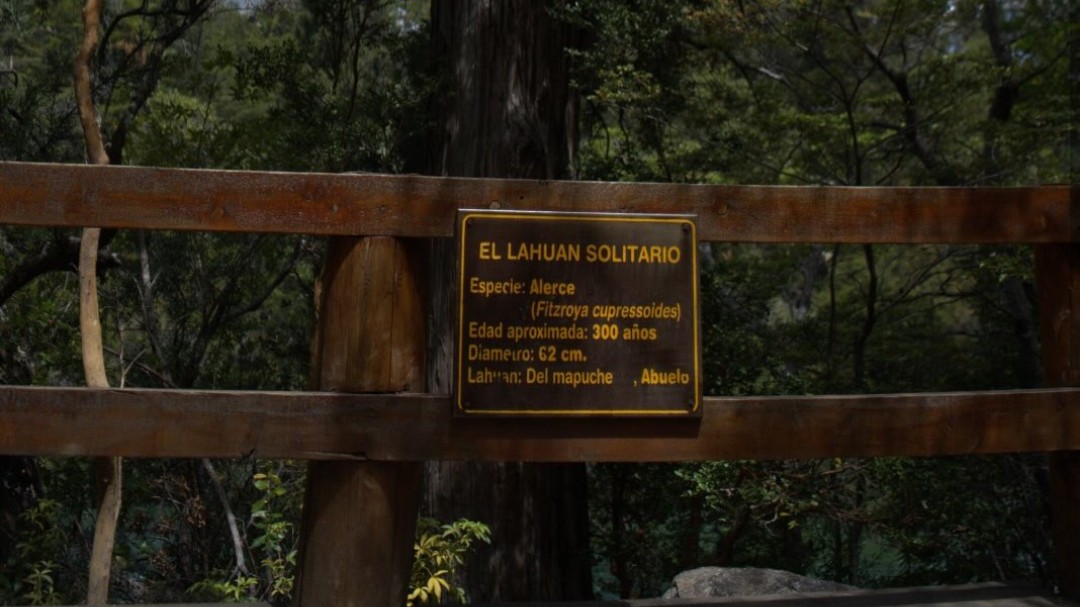 EL LAHUAN SOLITARIO
Especie: Alerce
(Fitzroya cupressoides)
Edad aproximada: 300 años
Diametro: 62 cm.
Lahuan: Del mapuche , Abuelo